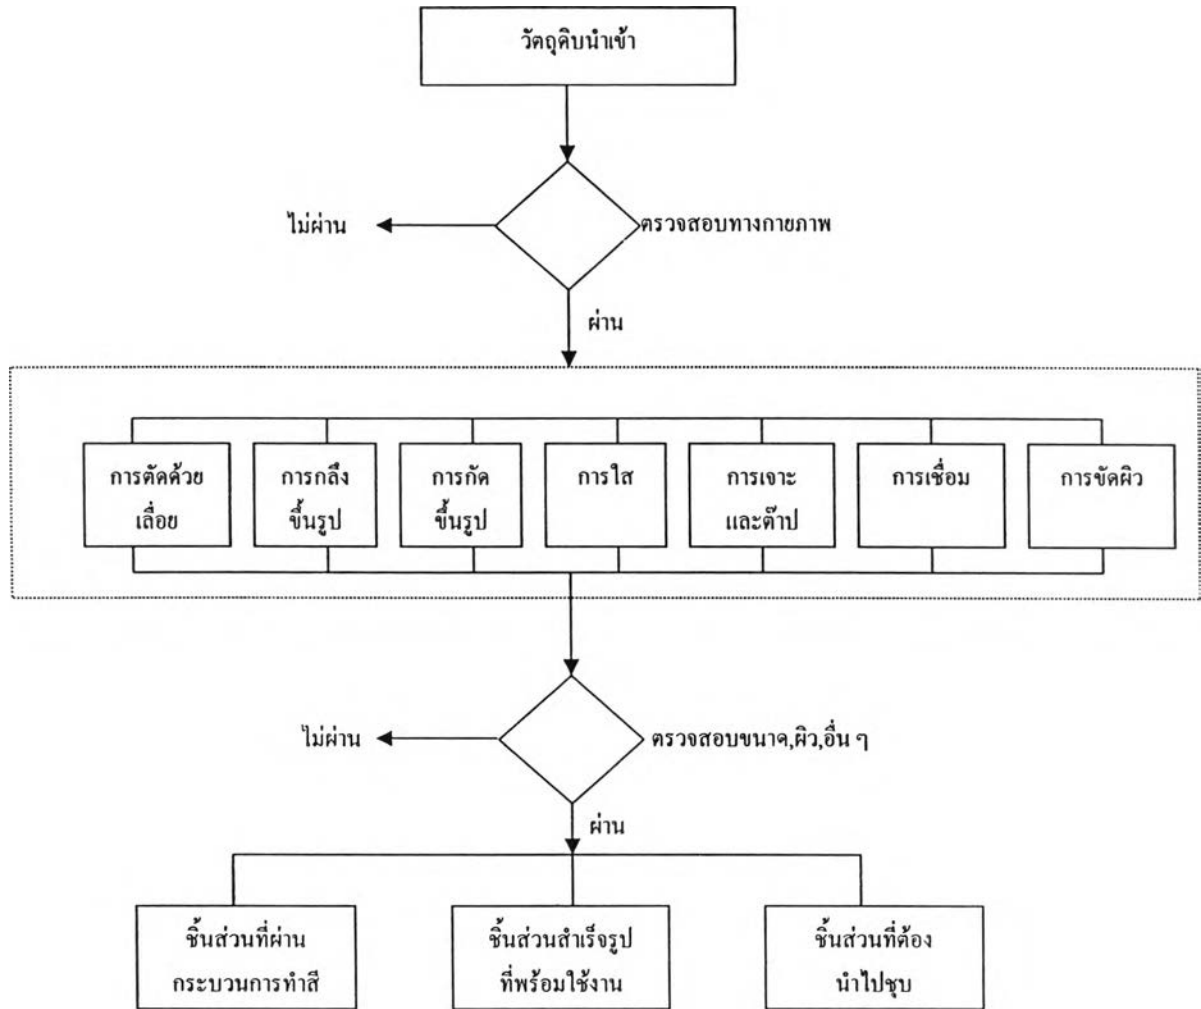 วัตถุดิบนำเข้า
ไม่ผ่าน
ตรวจสอบทางกายภาพ
ผ่าน
การตัดด้วย
เลื่อย
การกลึง
ขึ้นรูป
การกัด
ขึ้นรูป
การใส
การเจาะ
และต๊าป
การเชื่อม
การขัดผิว
ไม่ผ่าน
ตรวจสอบขนาด,ผิว,อื่น ๆ
ผ่าน
ชิ้นส่วนที่ผ่าน
กระบวนการทำสี
ชิ้นส่วนสำเร็จรูป
ที่พร้อมใช้งาน
ชิ้นส่วนที่ต้อง
นำไปชุบ